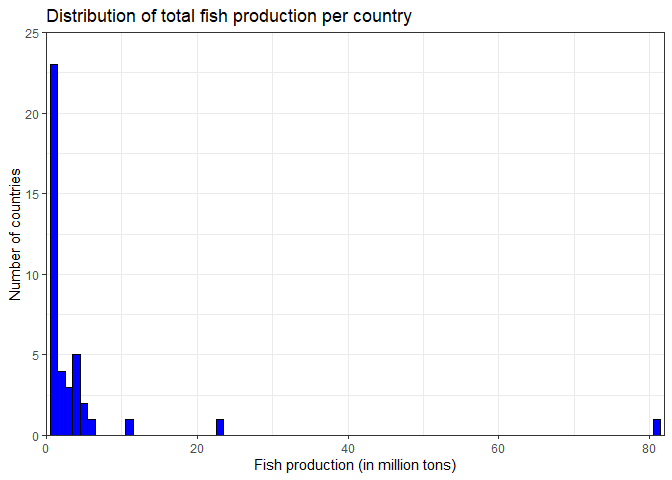 Distribution of total fish production per country
25
20
15
10
5
0
Number of countries
0 20 40 60 80
Fish production (in million tons)